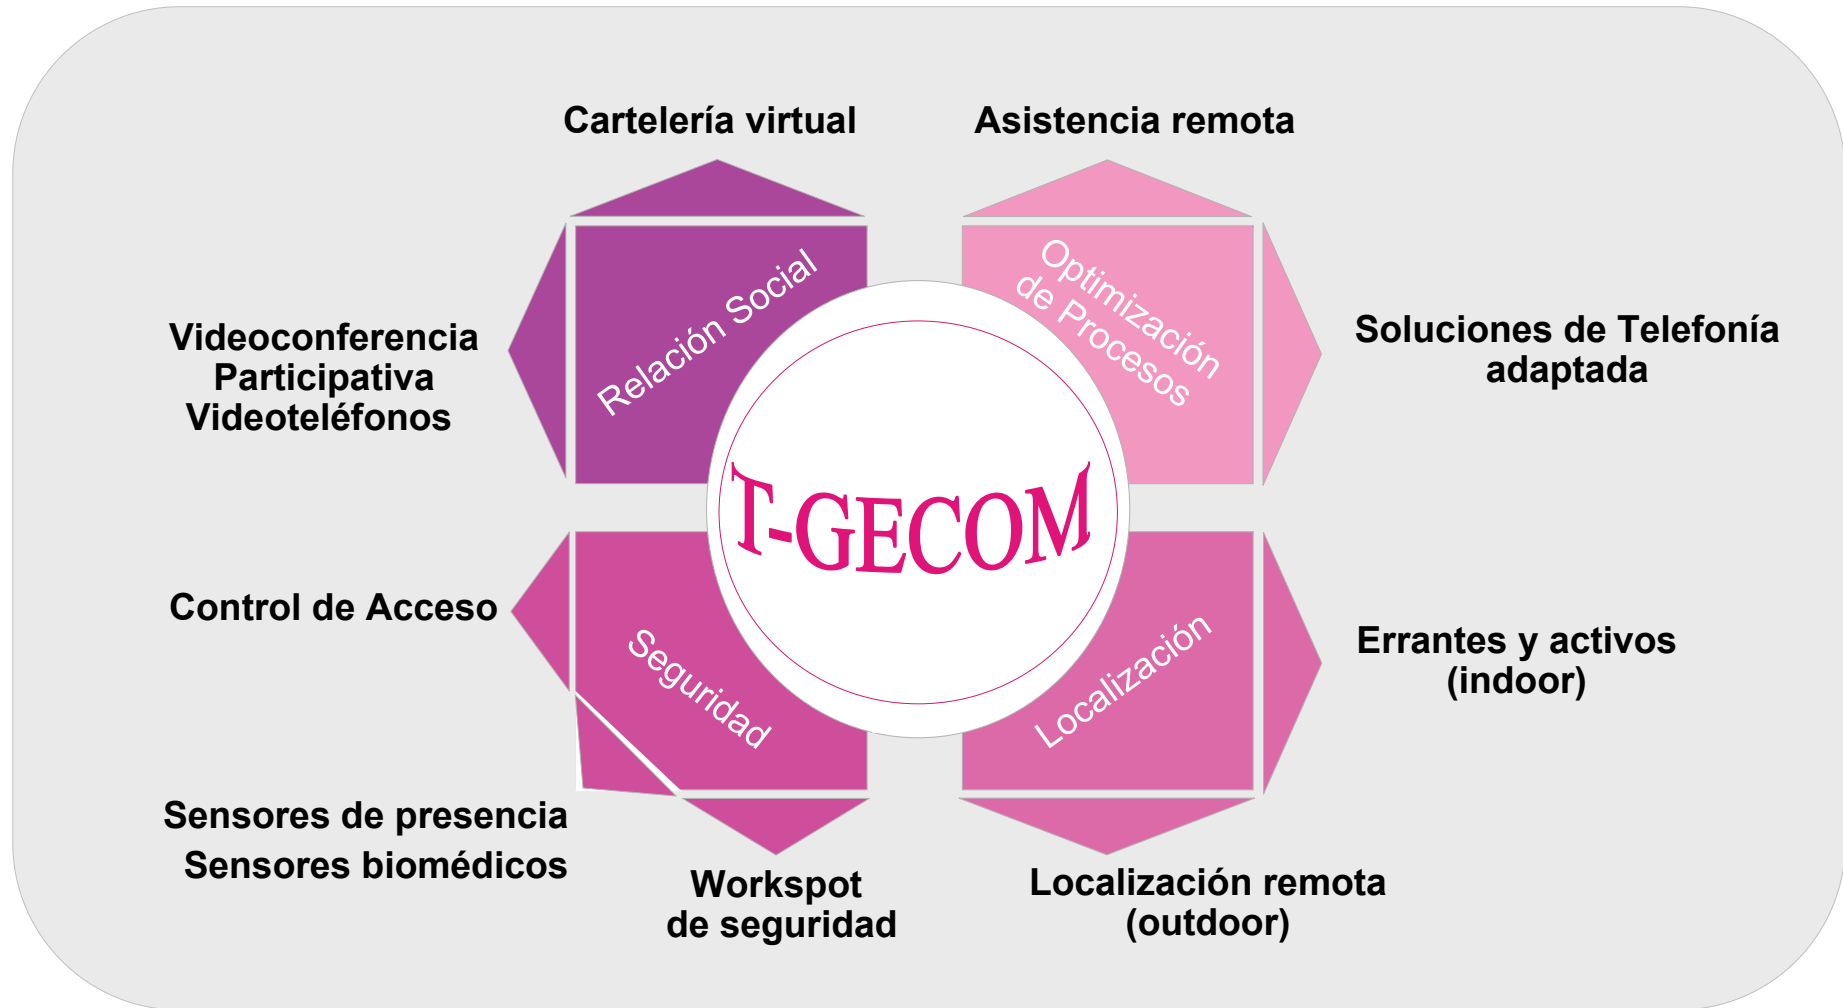 Cartelería virtual
Asistencia remota
Relación Social
Optimización
de Procesos
Videoconferencia
Participativa
Videoteléfonos
Soluciones de Telefonía
adaptada
T-GECOM
Control de Acceso
Seguridad
Localización
Errantes y activos
(indoor)
Sensores de presencia
Sensores biomédicos
Workspot
de seguridad
Localización remota
(outdoor)